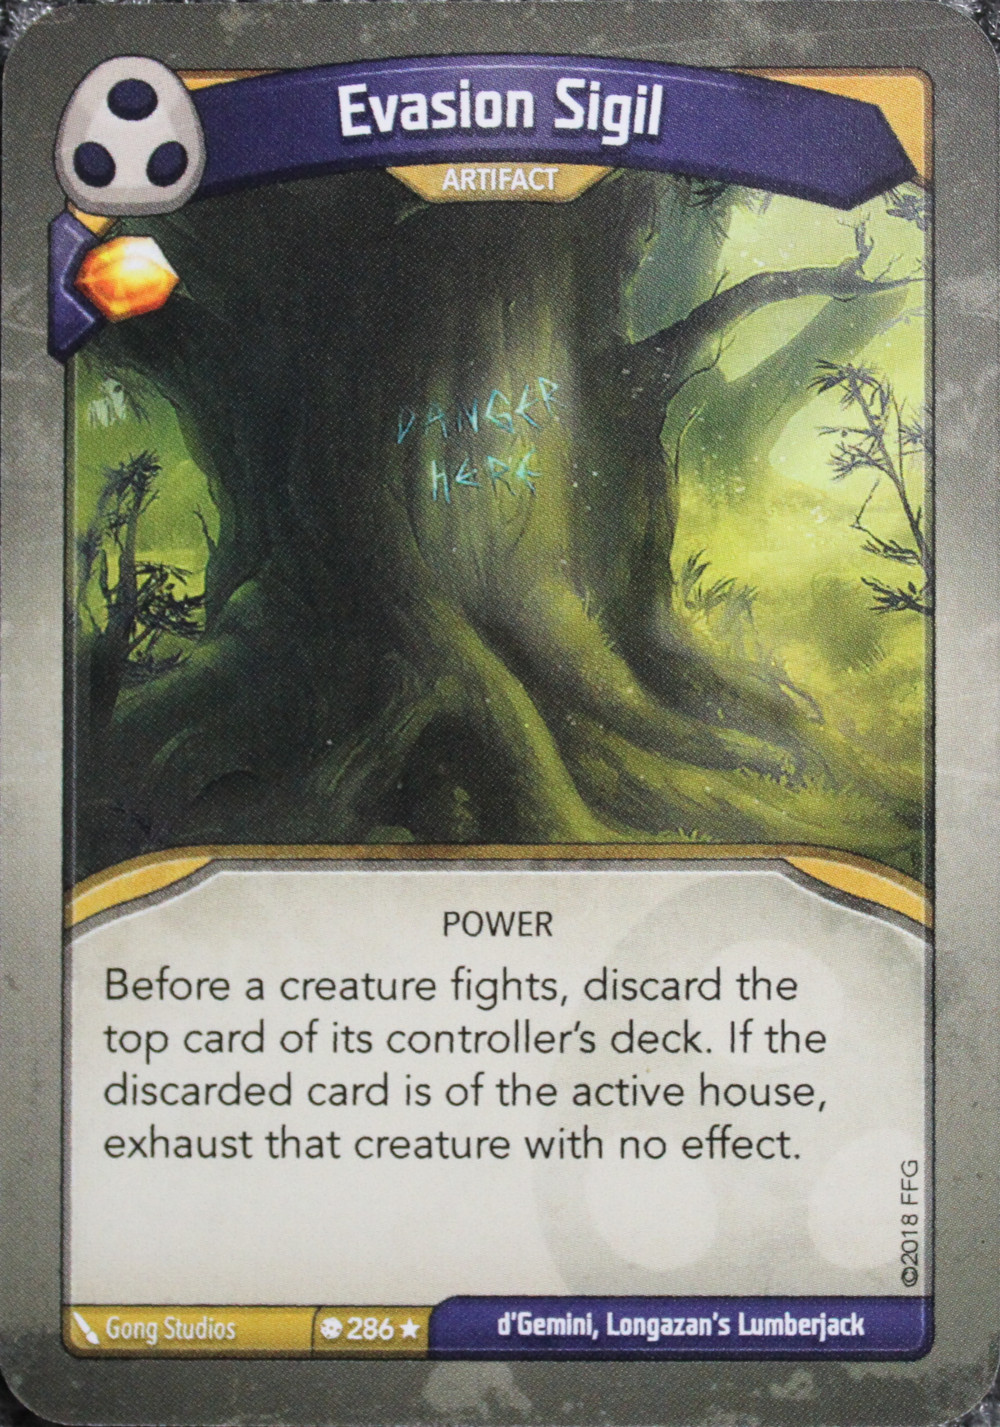 Evasion Sigil
ARTIFACT
DANGER
HERE
POWER
Before a creature fights, discard the
top card of its controller's deck. If the
discarded card is of the active house,
exhaust that creature with no effect.
©2018 FFG
Gong Studios
286
d'Gemini, Longazan's Lumberjack